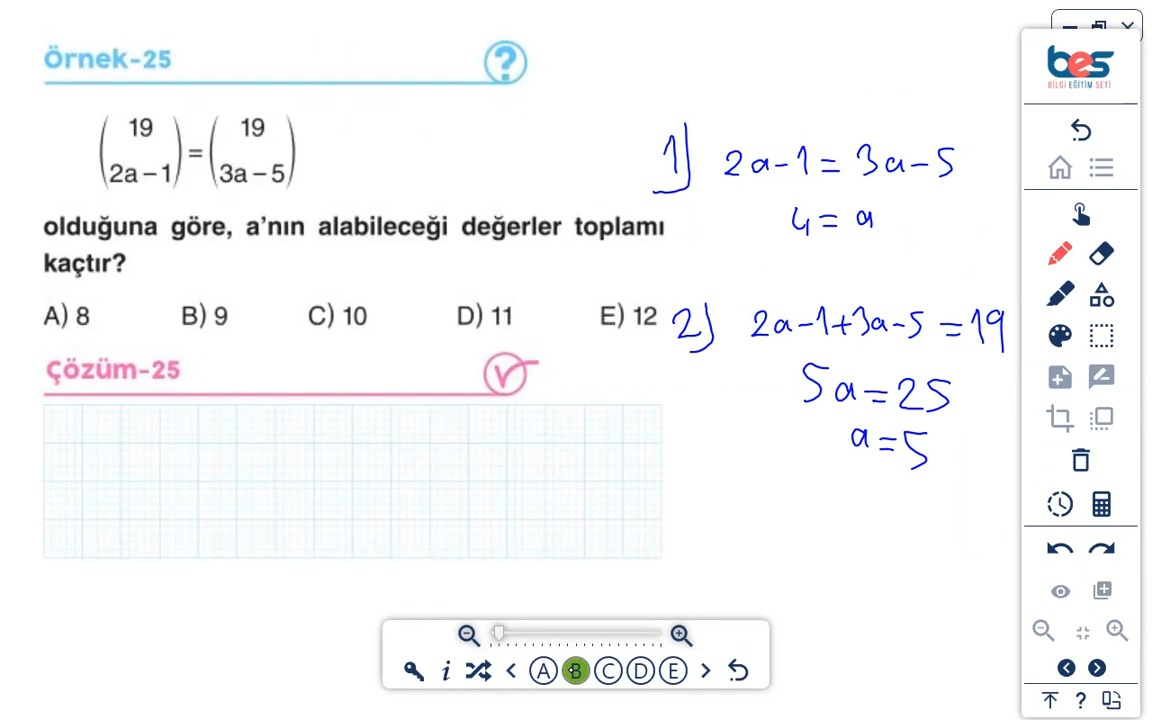 Örnek-25
?
( 19 ) = ( 19 )
( 2a – 1 ) ( 3a – 5 )
olduğuna göre, a’nın alabileceği değerler toplamı
kaçtır?
A) 8 B) 9 C) 10 D) 11 E) 12
Çözüm-25
1) 2a-1 = 3a-5
4 = a
2) 2a-1+3a-5 = 19
5a = 25
a = 5
bes
BİLGİ EĞİTİM SETİ
?
i A B C D E